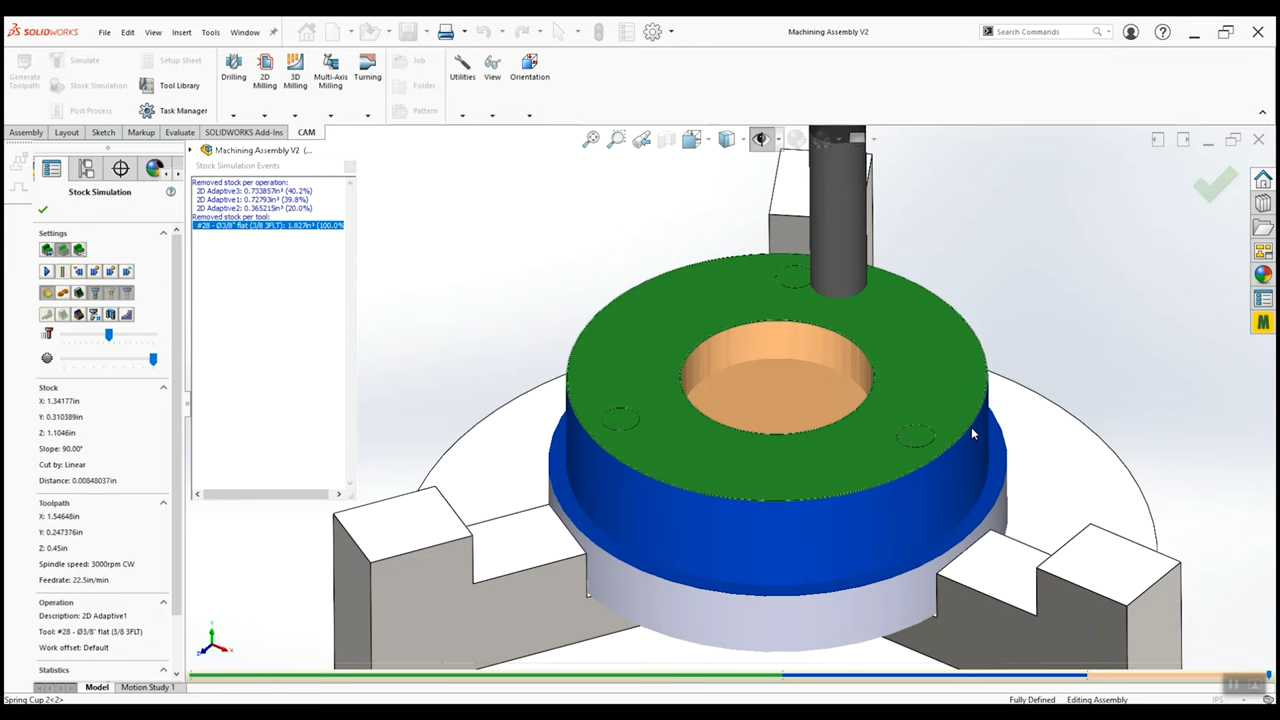 SOLIDWORKS File Edit View Insert Tools Window Machining Assembly V2 Search Commands
Generate Toolpath
Simulate
Stock Simulation
Post Process
Setup Sheet
Tool Library
Task Manager
Drilling
2D Milling
3D Milling
Multi-Axis Milling
Turning
Job
Folder
Pattern
Utilities
View
Orientation
Assembly Layout Sketch Markup Evaluate SOLIDWORKS Add-Ins CAM
Machining Assembly V2 (...
Stock Simulation Events
Removed stock per operation:
2D Adaptive3: 0.733857in³ (40.2%)
2D Adaptive1: 0.72793in³ (39.8%)
2D Adaptive2: 0.365215in³ (20.0%)
Removed stock per tool:
#28 - Ø3/8" flat (3/8 3FLT): 1.827in³ (100.0%
Stock Simulation
Settings
Stock
X: 1.34177in
Y: 0.310389in
Z: 1.1046in
Slope: 90.00°
Cut by: Linear
Distance: 0.00848037in
Toolpath
X: 1.54648in
Y: 0.247376in
Z: 0.45in
Spindle speed: 3000rpm CW
Feedrate: 22.5in/min
Operation
Description: 2D Adaptive1
Tool: #28 - Ø3/8" flat (3/8 3FLT)
Work offset: Default
Statistics
Model Motion Study 1
Spring Cup 2<2> Fully Defined Editing Assembly IPS